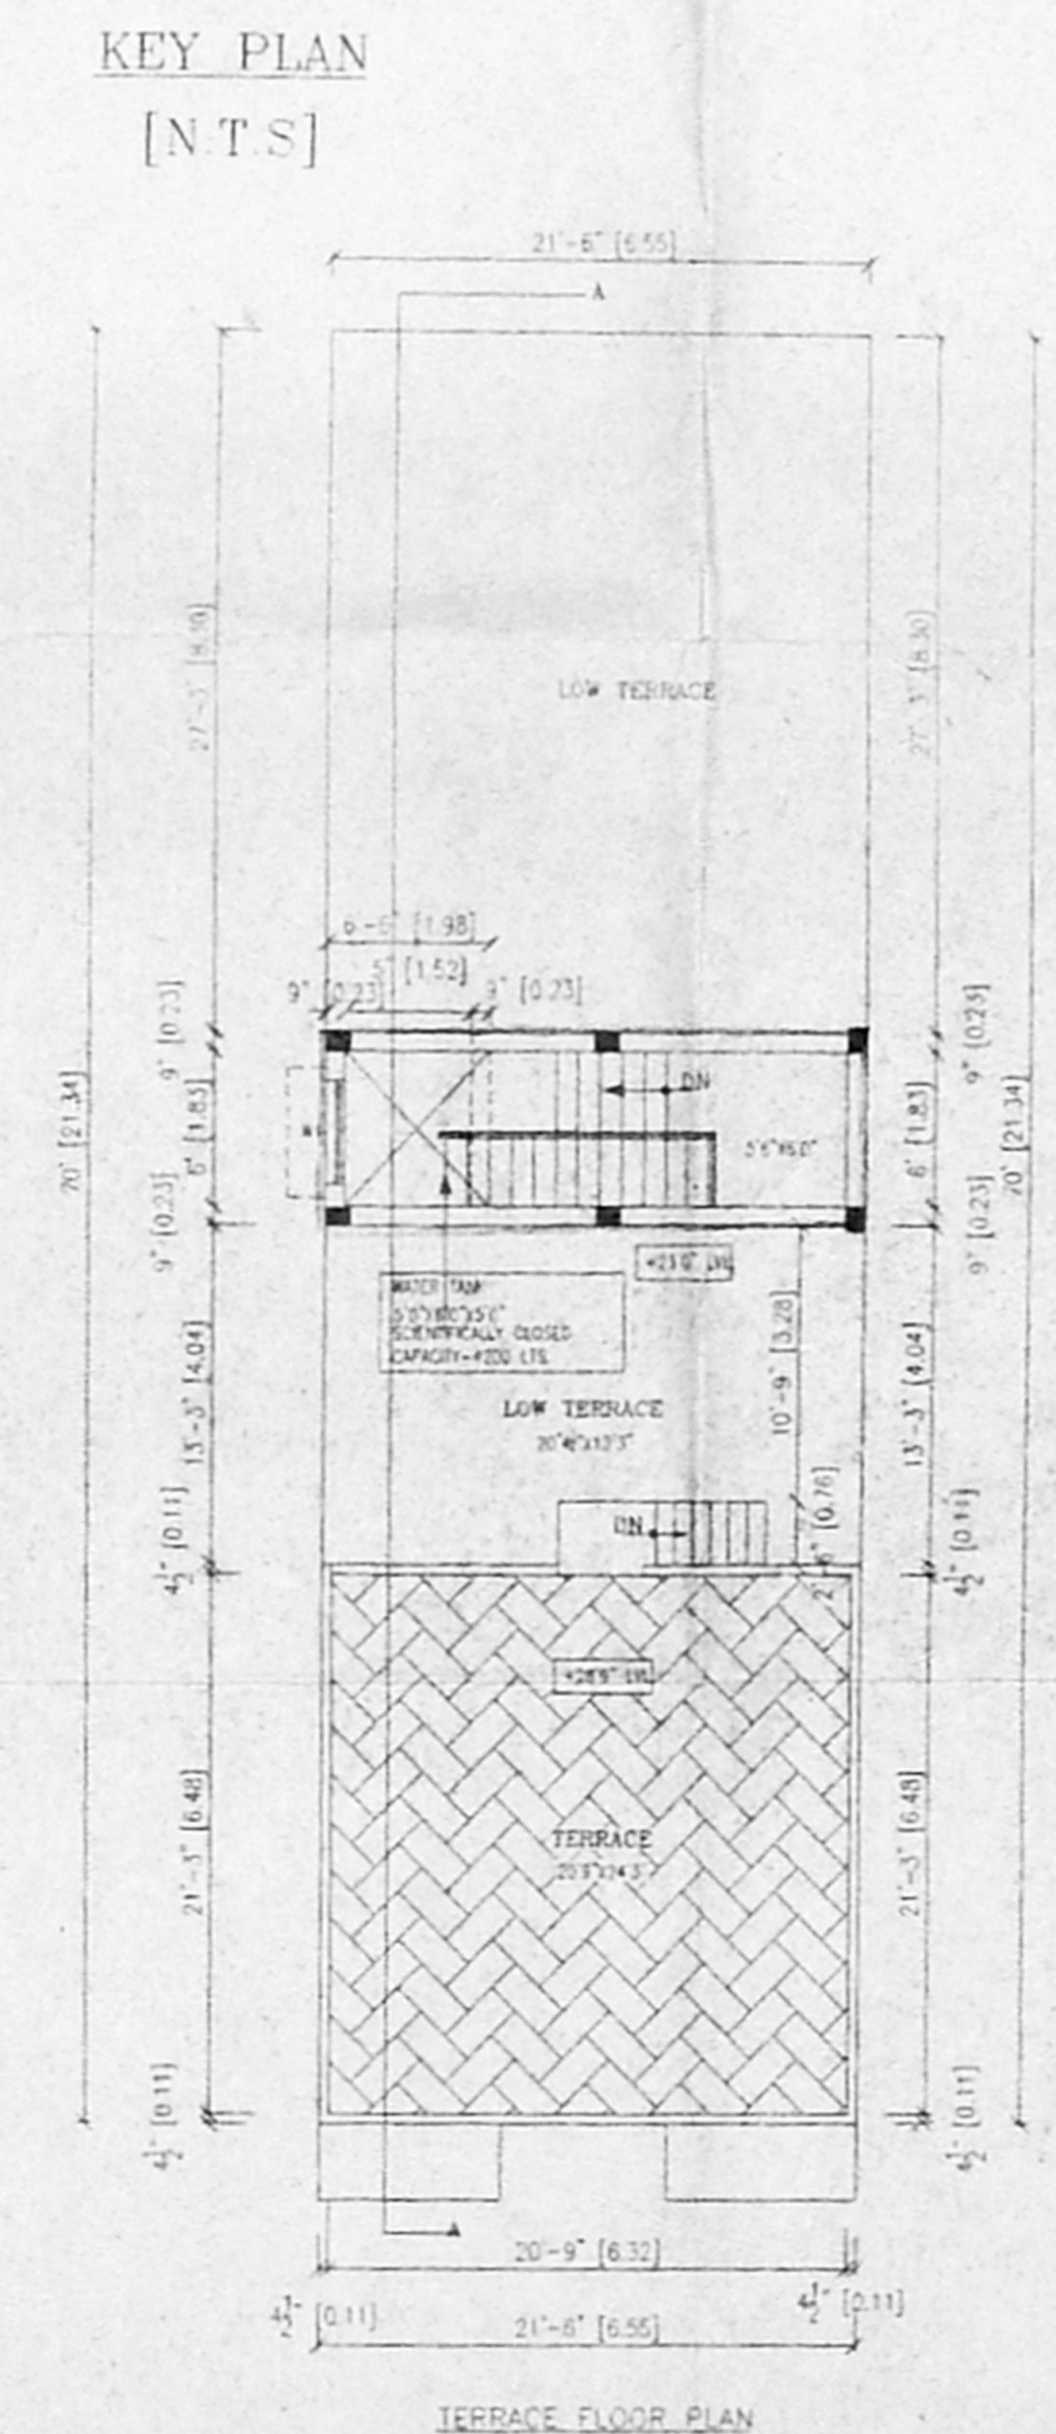 KEY PLAN
[N.T.S]
21'-6" [6.55]
A
27'-3" [8.30]
27'-3" [8.30]
LOW TERRACE
6'-6" [1.98]
5' [1.52]
9" [0.23]
9" [0.23]
9" [0.23]
9" [0.23]
70' [21.34]
6' [1.83]
DN
6' [1.83]
70' [21.34]
9" [0.23]
9" [0.23]
WATER TANK
SCIENTIFICALLY CLOSED
CAPACITY-4200 LTS.
13'-3" [4.04]
10'-9" [3.28]
13'-3" [4.04]
LOW TERRACE
4½" [0.11]
DN
2'-6" [0.76]
4½" [0.11]
21'-3" [6.48]
TERRACE
21'-3" [6.48]
4½" [0.11]
4½" [0.11]
A
20'-9" [6.32]
4½" [0.11]
4½" [0.11]
21'-6" [6.55]
TERRACE FLOOR PLAN